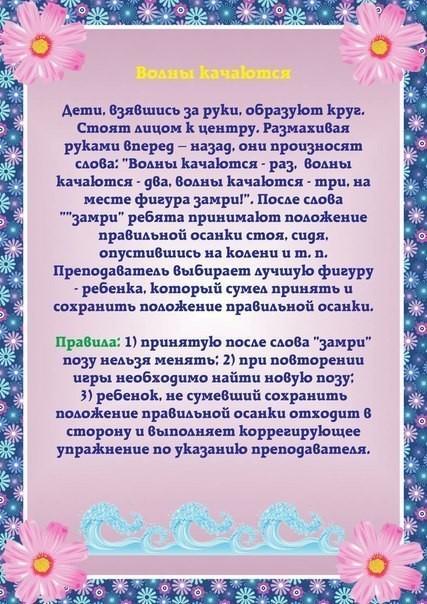 Волны качаются
Дети, взявшись за руки, образуют круг.
Стоят лицом к центру. Размахивая
руками вперед – назад, они произносят
слова: "Волны качаются - раз, волны
качаются - два, волны качаются - три, на
месте фигура замри!". После слова
""замри" ребята принимают положение
правильной осанки стоя, сидя,
опустившись на колени и т. п.
Преподаватель выбирает лучшую фигуру
- ребенка, который сумел принять и
сохранить положение правильной осанки.
Правила: 1) принятую после слова "замри"
позу нельзя менять; 2) при повторении
игры необходимо найти новую позу;
3) ребенок, не сумевший сохранить
положение правильной осанки отходит в
сторону и выполняет коррегирующее
упражнение по указанию преподавателя.